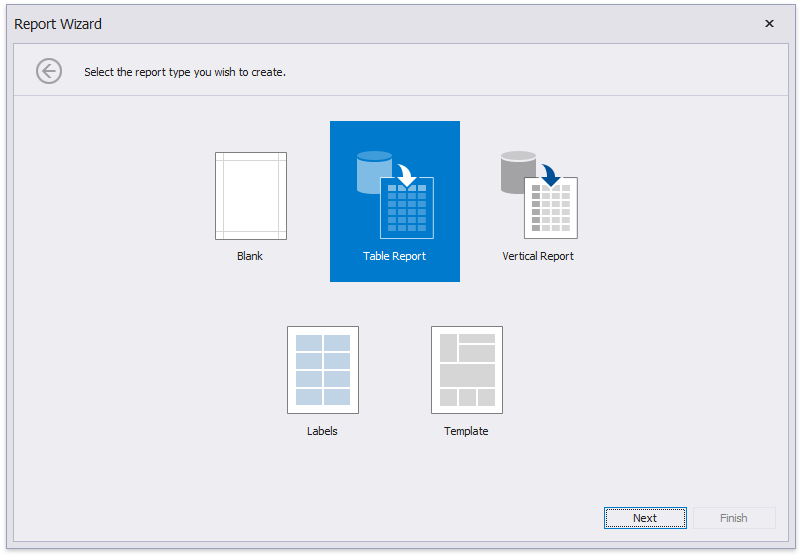 Report Wizard
Select the report type you wish to create.
Blank
Table Report
Vertical Report
Labels
Template
Next
Finish